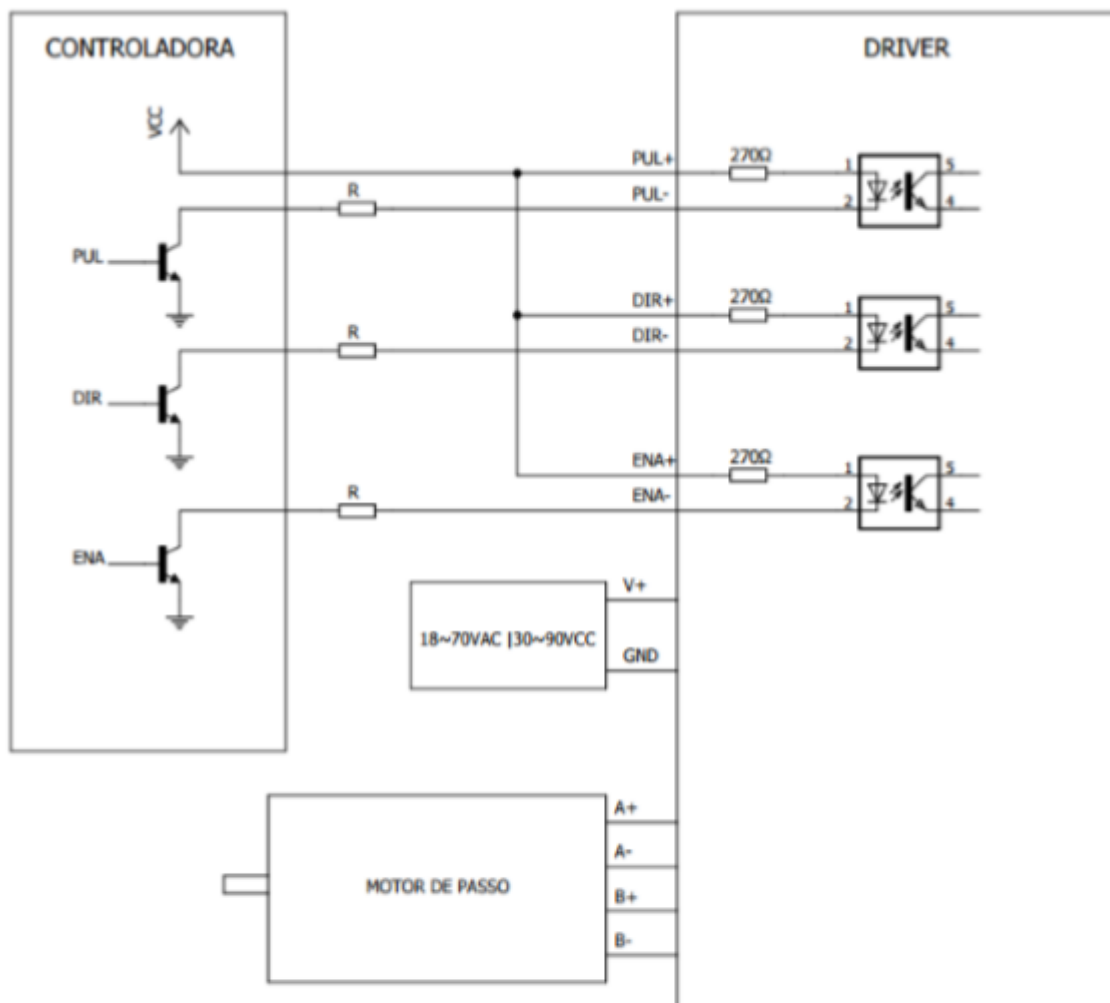 CONTROLADORA
DRIVER
VCC
PUL+
270Ω
1
5
R
PUL-
2
4
PUL
DIR+
270Ω
1
5
R
DIR-
2
4
DIR
ENA+
270Ω
1
5
R
ENA-
2
4
ENA
V+
18~70VAC |30~90VCC
GND
A+
A-
MOTOR DE PASSO
B+
B-